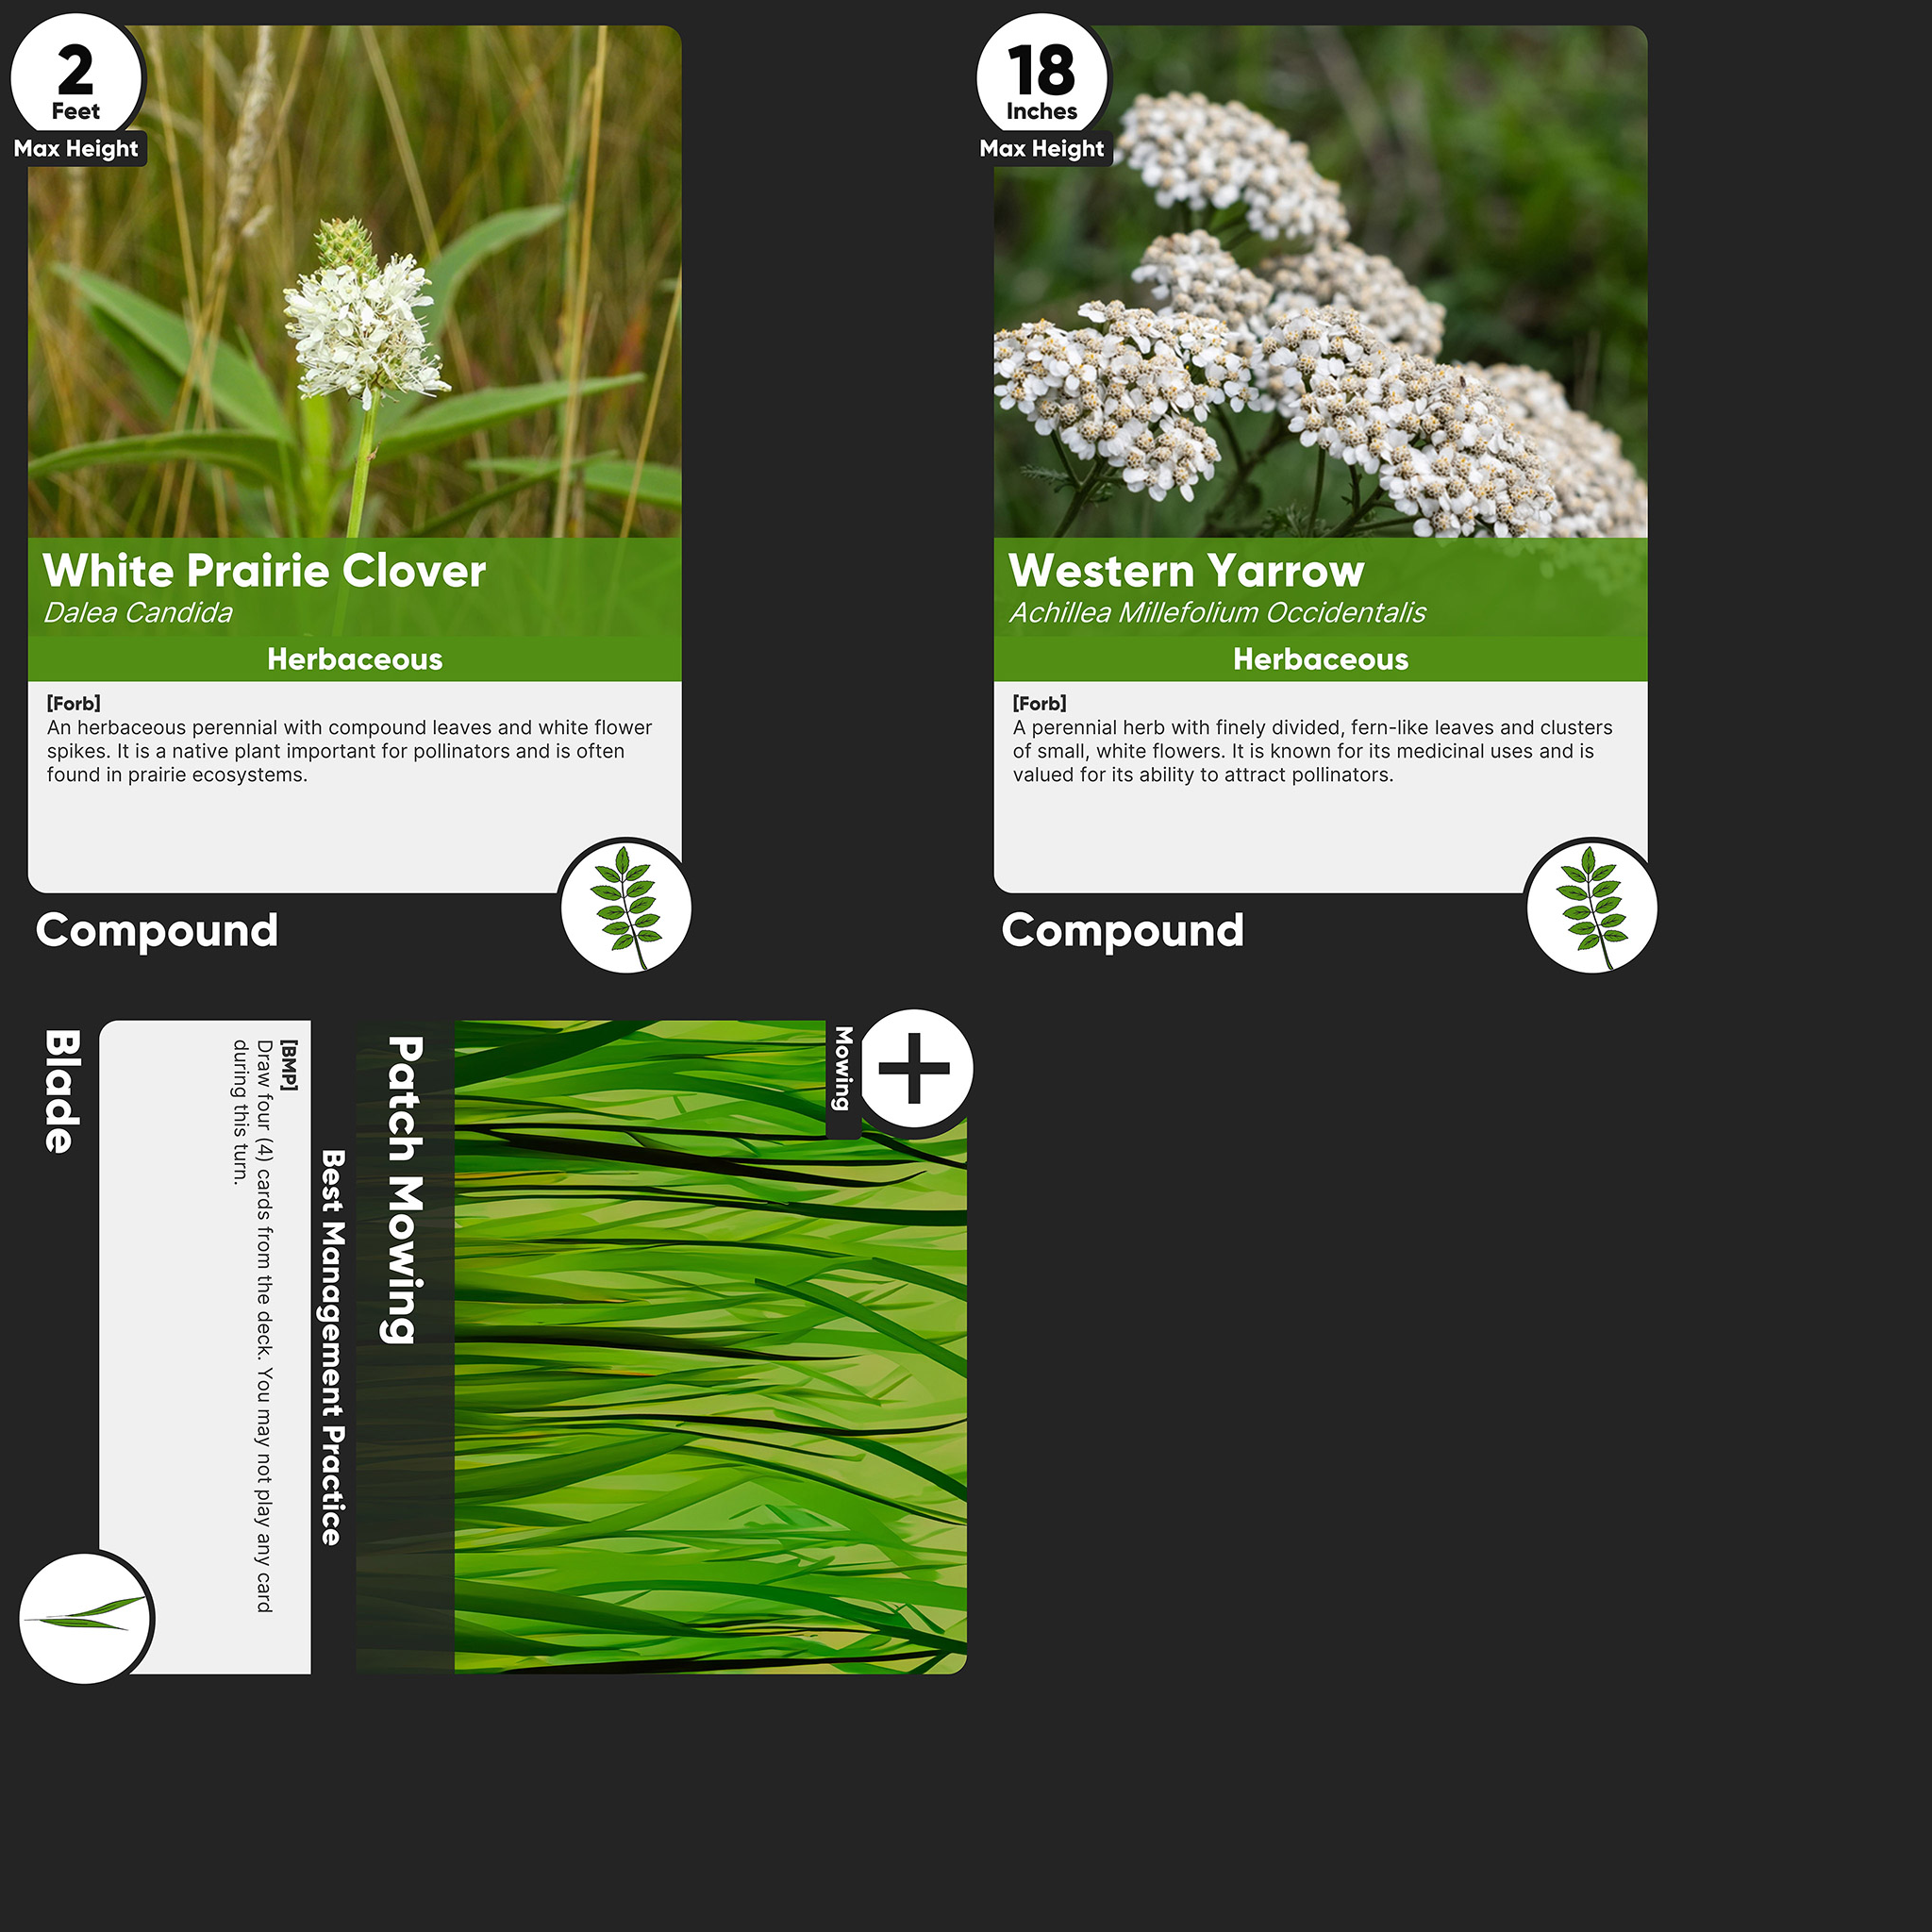 2
Feet
Max Height
White Prairie Clover
Dalea Candida
Herbaceous
[Forb]
An herbaceous perennial with compound leaves and white flower
spikes. It is a native plant important for pollinators and is often
found in prairie ecosystems.
Compound
18
Inches
Max Height
Western Yarrow
Achillea Millefolium Occidentalis
Herbaceous
[Forb]
A perennial herb with finely divided, fern-like leaves and clusters
of small, white flowers. It is known for its medicinal uses and is
valued for its ability to attract pollinators.
Compound
+
Mowing
Patch Mowing
Best Management Practice
[BMP]
Draw four (4) cards from the deck. You may not play any card
during this turn.
Blade